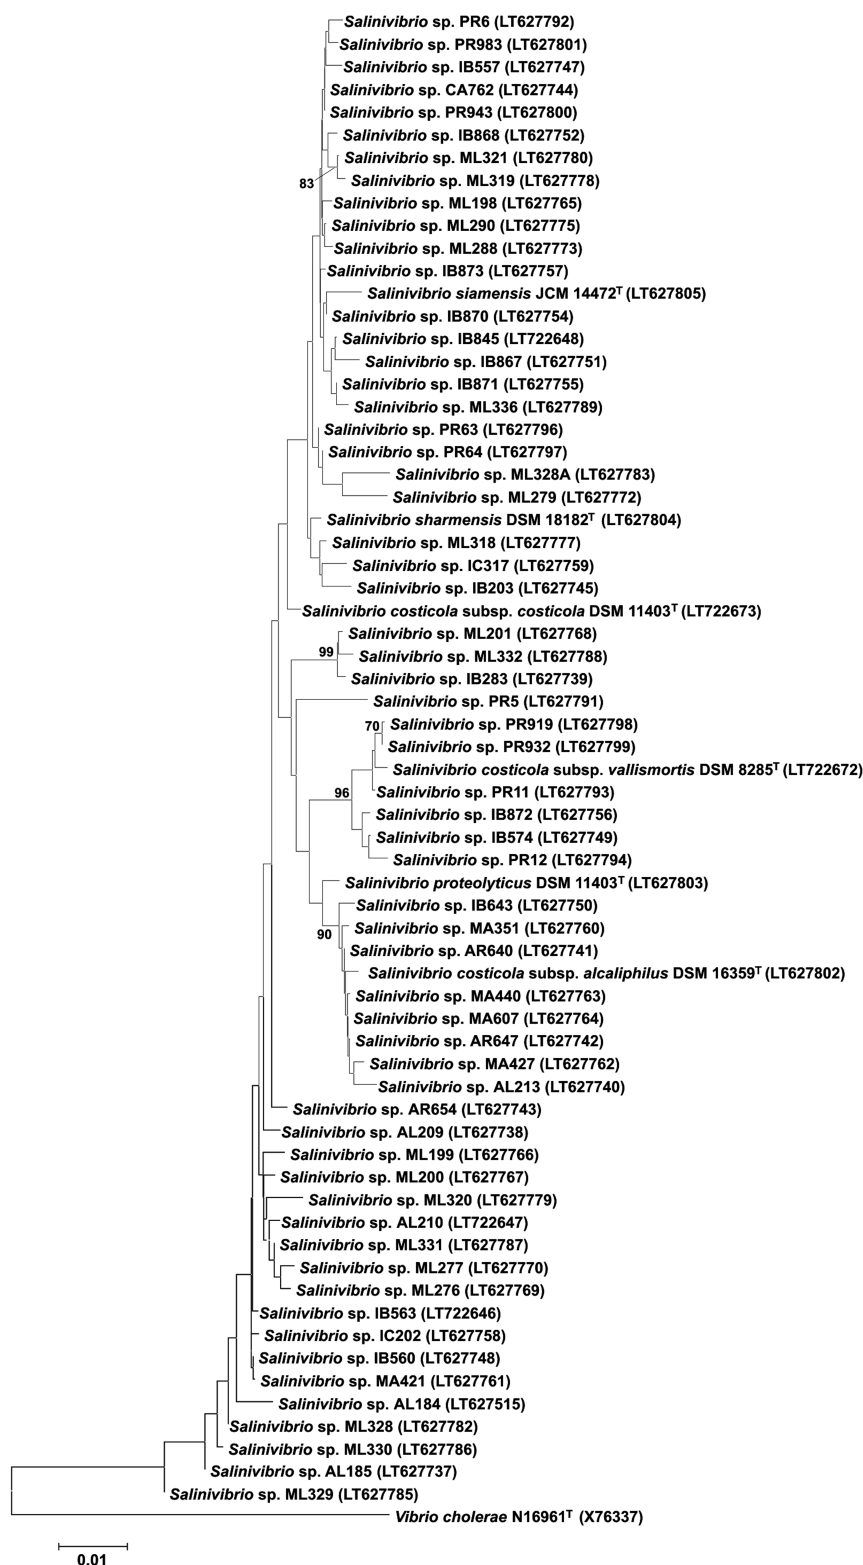 Salinivibrio sp. PR6 (LT627792)
Salinivibrio sp. PR983 (LT627801)
Salinivibrio sp. IB557 (LT627747)
Salinivibrio sp. CA762 (LT627744)
Salinivibrio sp. PR943 (LT627800)
Salinivibrio sp. IB868 (LT627752)
Salinivibrio sp. ML321 (LT627780)
83
Salinivibrio sp. ML319 (LT627778)
Salinivibrio sp. ML198 (LT627765)
Salinivibrio sp. ML290 (LT627775)
Salinivibrio sp. ML288 (LT627773)
Salinivibrio sp. IB873 (LT627757)
Salinivibrio siamensis JCM 14472ᵀ (LT627805)
Salinivibrio sp. IB870 (LT627754)
Salinivibrio sp. IB845 (LT722648)
Salinivibrio sp. IB867 (LT627751)
Salinivibrio sp. IB871 (LT627755)
Salinivibrio sp. ML336 (LT627789)
Salinivibrio sp. PR63 (LT627796)
Salinivibrio sp. PR64 (LT627797)
Salinivibrio sp. ML328A (LT627783)
Salinivibrio sp. ML279 (LT627772)
Salinivibrio sharmensis DSM 18182ᵀ (LT627804)
Salinivibrio sp. ML318 (LT627777)
Salinivibrio sp. IC317 (LT627759)
Salinivibrio sp. IB203 (LT627745)
Salinivibrio costicola subsp. costicola DSM 11403ᵀ (LT722673)
Salinivibrio sp. ML201 (LT627768)
99
Salinivibrio sp. ML332 (LT627788)
Salinivibrio sp. IB283 (LT627739)
Salinivibrio sp. PR5 (LT627791)
70
Salinivibrio sp. PR919 (LT627798)
Salinivibrio sp. PR932 (LT627799)
Salinivibrio costicola subsp. vallismortis DSM 8285ᵀ (LT722672)
96
Salinivibrio sp. PR11 (LT627793)
Salinivibrio sp. IB872 (LT627756)
Salinivibrio sp. IB574 (LT627749)
Salinivibrio sp. PR12 (LT627794)
Salinivibrio proteolyticus DSM 11403ᵀ (LT627803)
Salinivibrio sp. IB643 (LT627750)
Salinivibrio sp. MA351 (LT627760)
90
Salinivibrio sp. AR640 (LT627741)
Salinivibrio costicola subsp. alcaliphilus DSM 16359ᵀ (LT627802)
Salinivibrio sp. MA440 (LT627763)
Salinivibrio sp. MA607 (LT627764)
Salinivibrio sp. AR647 (LT627742)
Salinivibrio sp. MA427 (LT627762)
Salinivibrio sp. AL213 (LT627740)
Salinivibrio sp. AR654 (LT627743)
Salinivibrio sp. AL209 (LT627738)
Salinivibrio sp. ML199 (LT627766)
Salinivibrio sp. ML200 (LT627767)
Salinivibrio sp. ML320 (LT627779)
Salinivibrio sp. AL210 (LT722647)
Salinivibrio sp. ML331 (LT627787)
Salinivibrio sp. ML277 (LT627770)
Salinivibrio sp. ML276 (LT627769)
Salinivibrio sp. IB563 (LT722646)
Salinivibrio sp. IC202 (LT627758)
Salinivibrio sp. IB560 (LT627748)
Salinivibrio sp. MA421 (LT627761)
Salinivibrio sp. AL184 (LT627515)
Salinivibrio sp. ML328 (LT627782)
Salinivibrio sp. ML330 (LT627786)
Salinivibrio sp. AL185 (LT627737)
Salinivibrio sp. ML329 (LT627785)
Vibrio cholerae N16961ᵀ (X76337)
0.01